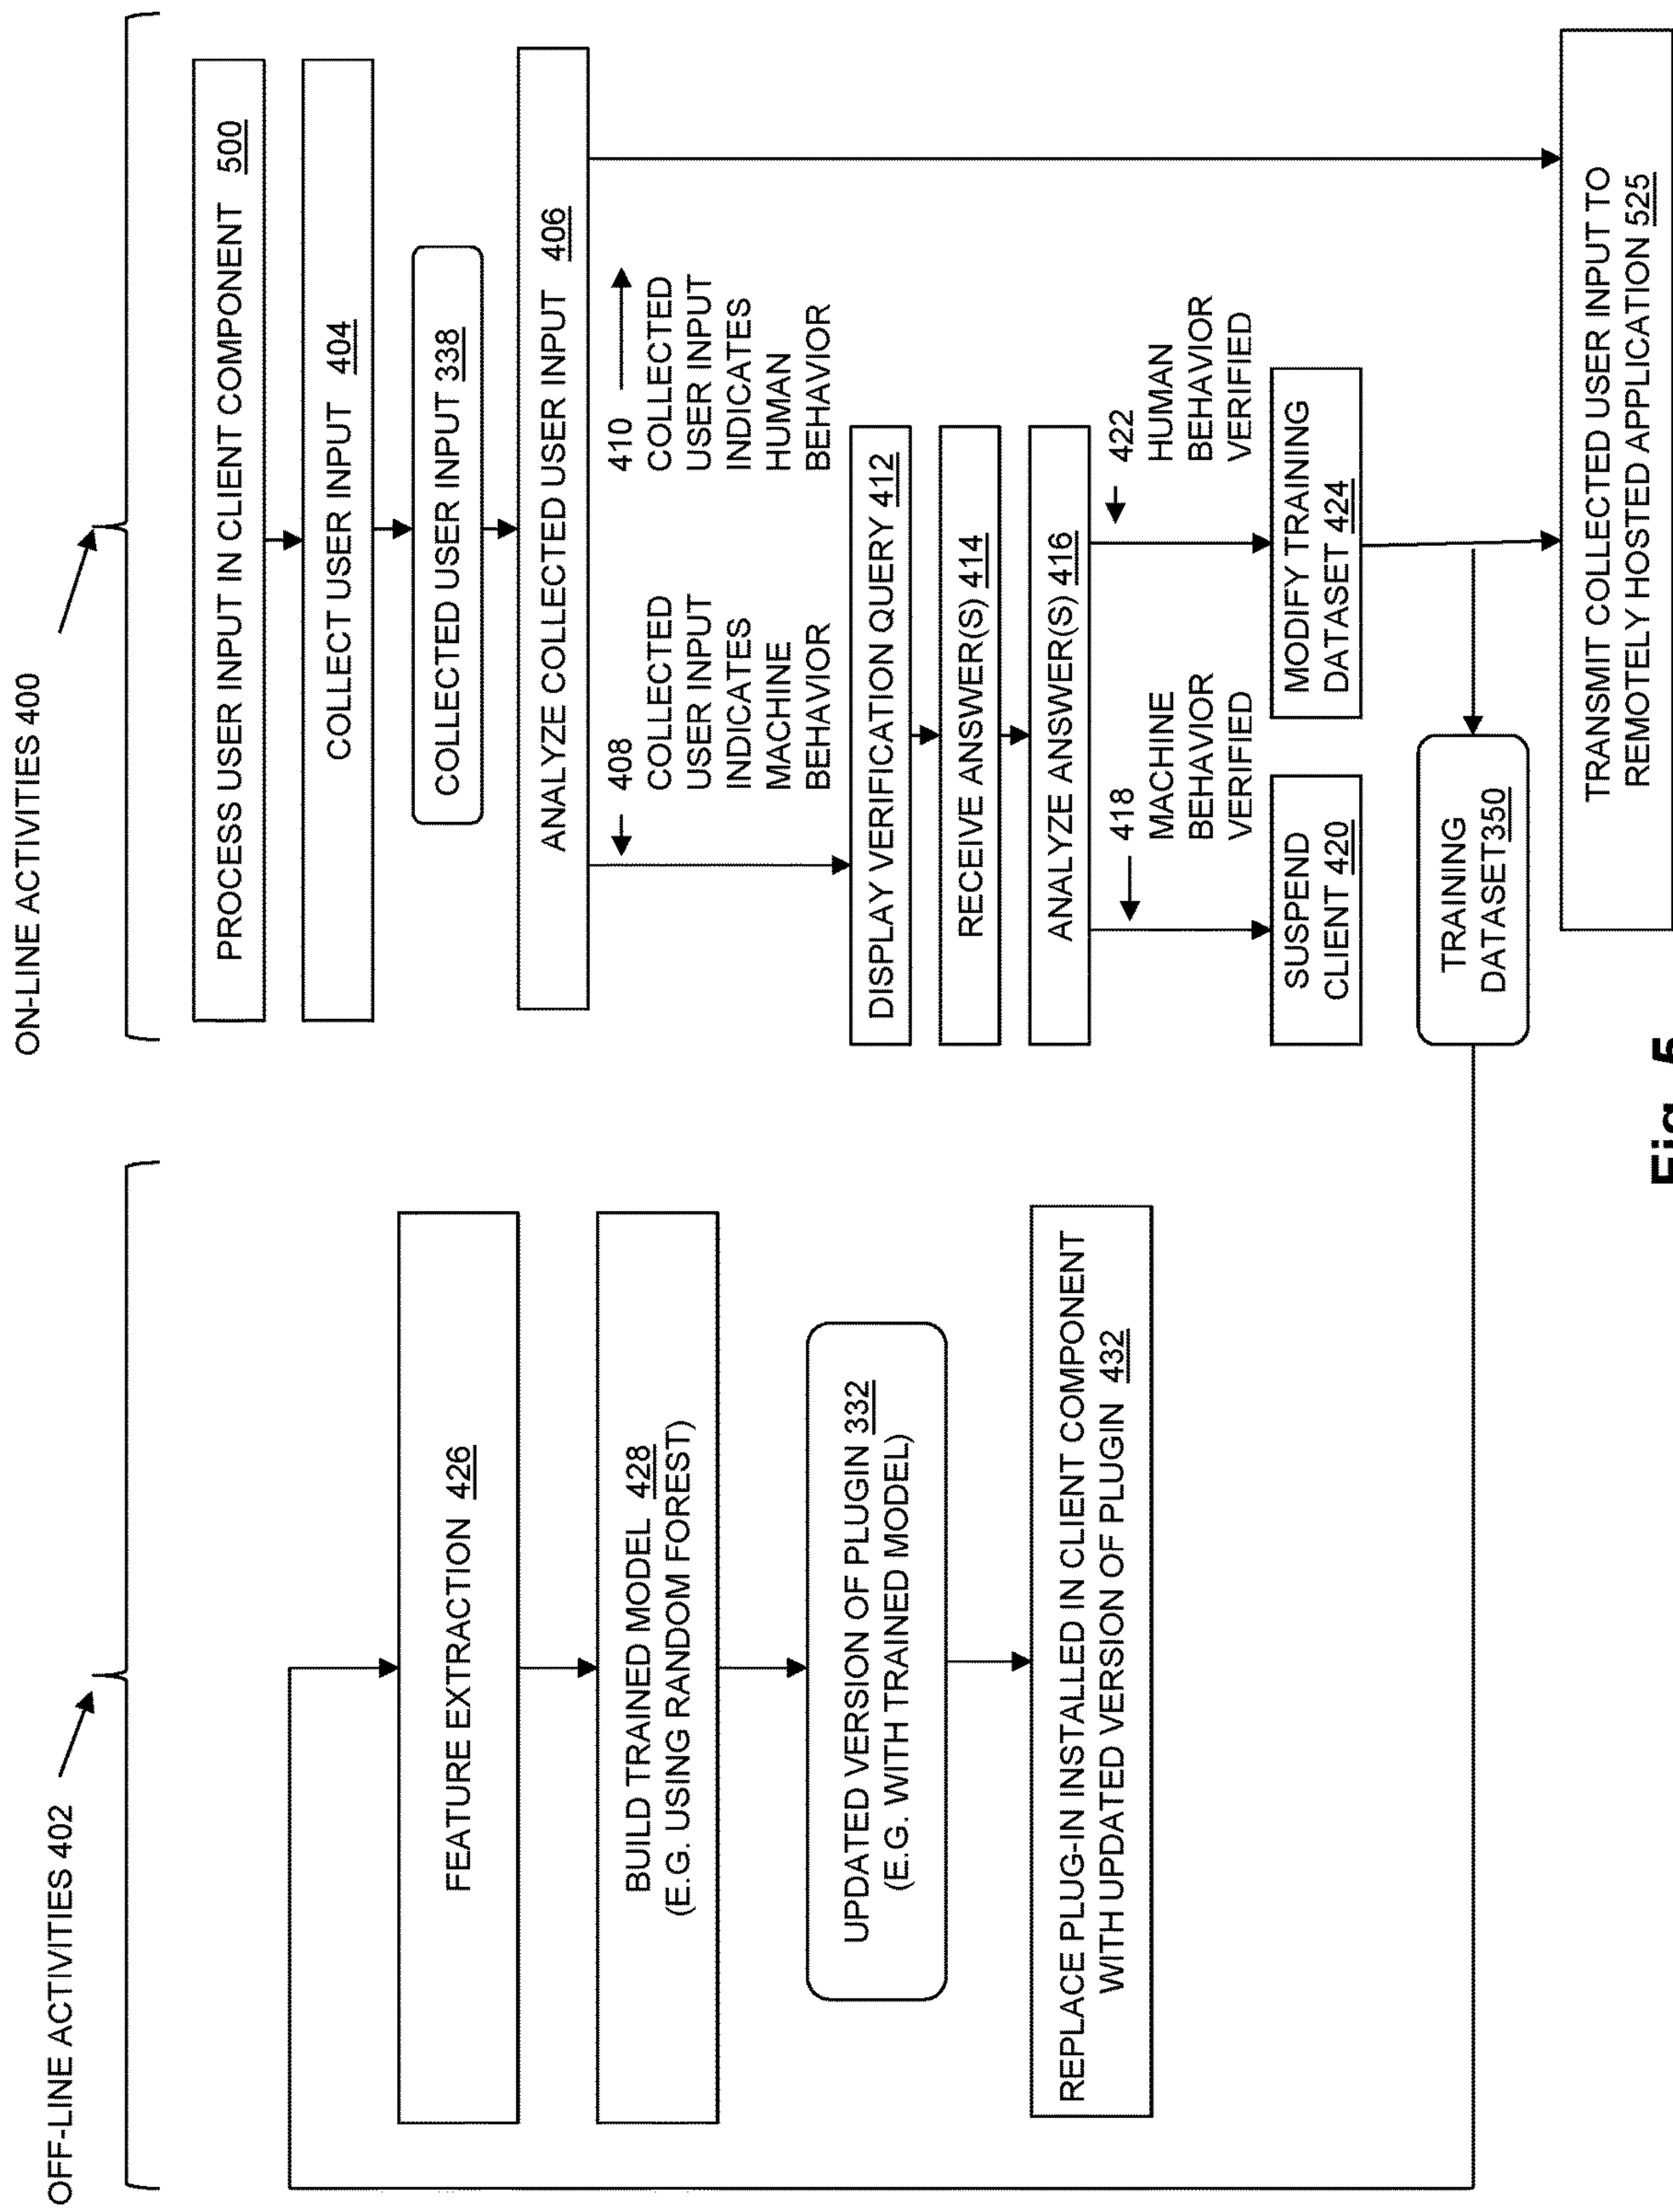 OFF-LINE ACTIVITIES 402
FEATURE EXTRACTION 426
BUILD TRAINED MODEL 428
(E.G. USING RANDOM FOREST)
UPDATED VERSION OF PLUGIN 332
(E.G. WITH TRAINED MODEL)
REPLACE PLUG-IN INSTALLED IN CLIENT COMPONENT
WITH UPDATED VERSION OF PLUGIN 432
ON-LINE ACTIVITIES 400
PROCESS USER INPUT IN CLIENT COMPONENT 500
COLLECT USER INPUT 404
COLLECTED USER INPUT 338
ANALYZE COLLECTED USER INPUT 406
408
COLLECTED
USER INPUT
INDICATES
MACHINE
BEHAVIOR
410
COLLECTED
USER INPUT
INDICATES
HUMAN
BEHAVIOR
DISPLAY VERIFICATION QUERY 412
RECEIVE ANSWER(S) 414
ANALYZE ANSWER(S) 416
418
MACHINE
BEHAVIOR
VERIFIED
422
HUMAN
BEHAVIOR
VERIFIED
SUSPEND
CLIENT 420
MODIFY TRAINING
DATASET 424
TRAINING
DATASET350
TRANSMIT COLLECTED USER INPUT TO
REMOTELY HOSTED APPLICATION 525
Fig. 5